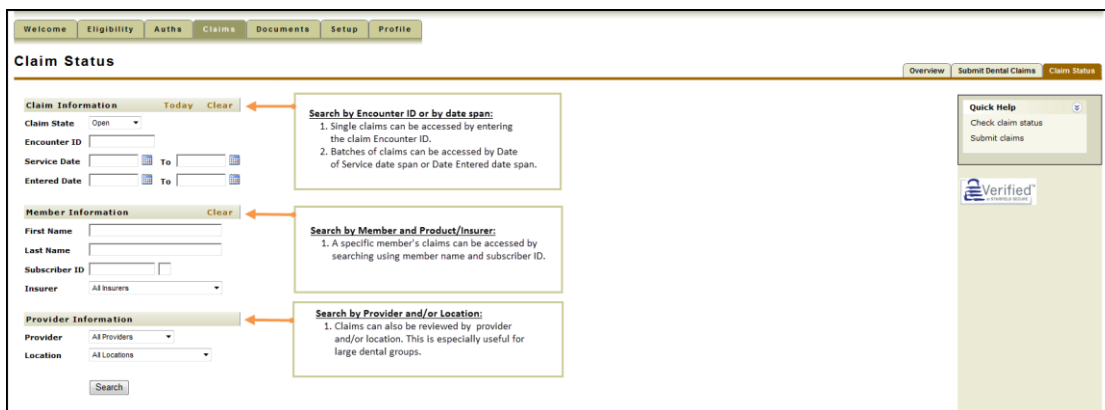 Welcome Eligibility Auths Claims Documents Setup Profile
Claim Status
Overview Submit Dental Claims Claim Status
Claim Information Today Clear
Claim State Open
Encounter ID
Service Date To
Entered Date To
Search by Encounter ID or by date span:
1. Single claims can be accessed by entering
the claim Encounter ID.
2. Batches of claims can be accessed by Date
of Service date span or Date Entered date span.
Quick Help
Check claim status
Submit claims
Verified
Member Information Clear
First Name
Last Name
Subscriber ID
Insurer All Insurers
Search by Member and Product/Insurer:
1. A specific member's claims can be accessed by
searching using member name and subscriber ID.
Provider Information
Provider All Providers
Location All Locations
Search
Search by Provider and/or Location:
1. Claims can also be reviewed by provider
and/or location. This is especially useful for
large dental groups.